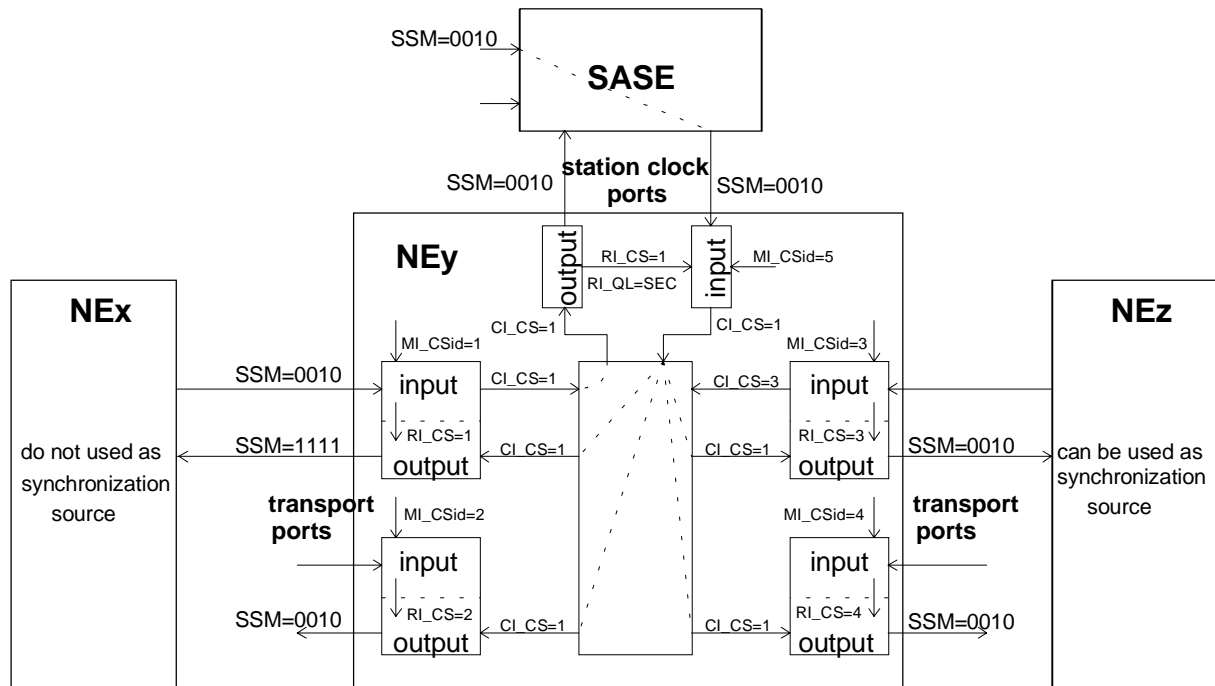 SSM=0010
SASE
station clock
ports
SSM=0010
SSM=0010
NEy
output
RI_CS=1
RI_QL=SEC
input
MI_CSid=5
CI_CS=1
CI_CS=1
NEx
NEz
MI_CSid=1
MI_CSid=3
SSM=0010
input
CI_CS=1
CI_CS=3
input
do not used as
synchronization
source
SSM=1111
RI_CS=1
output
CI_CS=1
CI_CS=1
RI_CS=3
output
SSM=0010
can be used as
synchronization
source
transport
ports
MI_CSid=2
MI_CSid=4
transport
ports
input
input
SSM=0010
RI_CS=2
output
CI_CS=1
CI_CS=1
RI_CS=4
output
SSM=0010